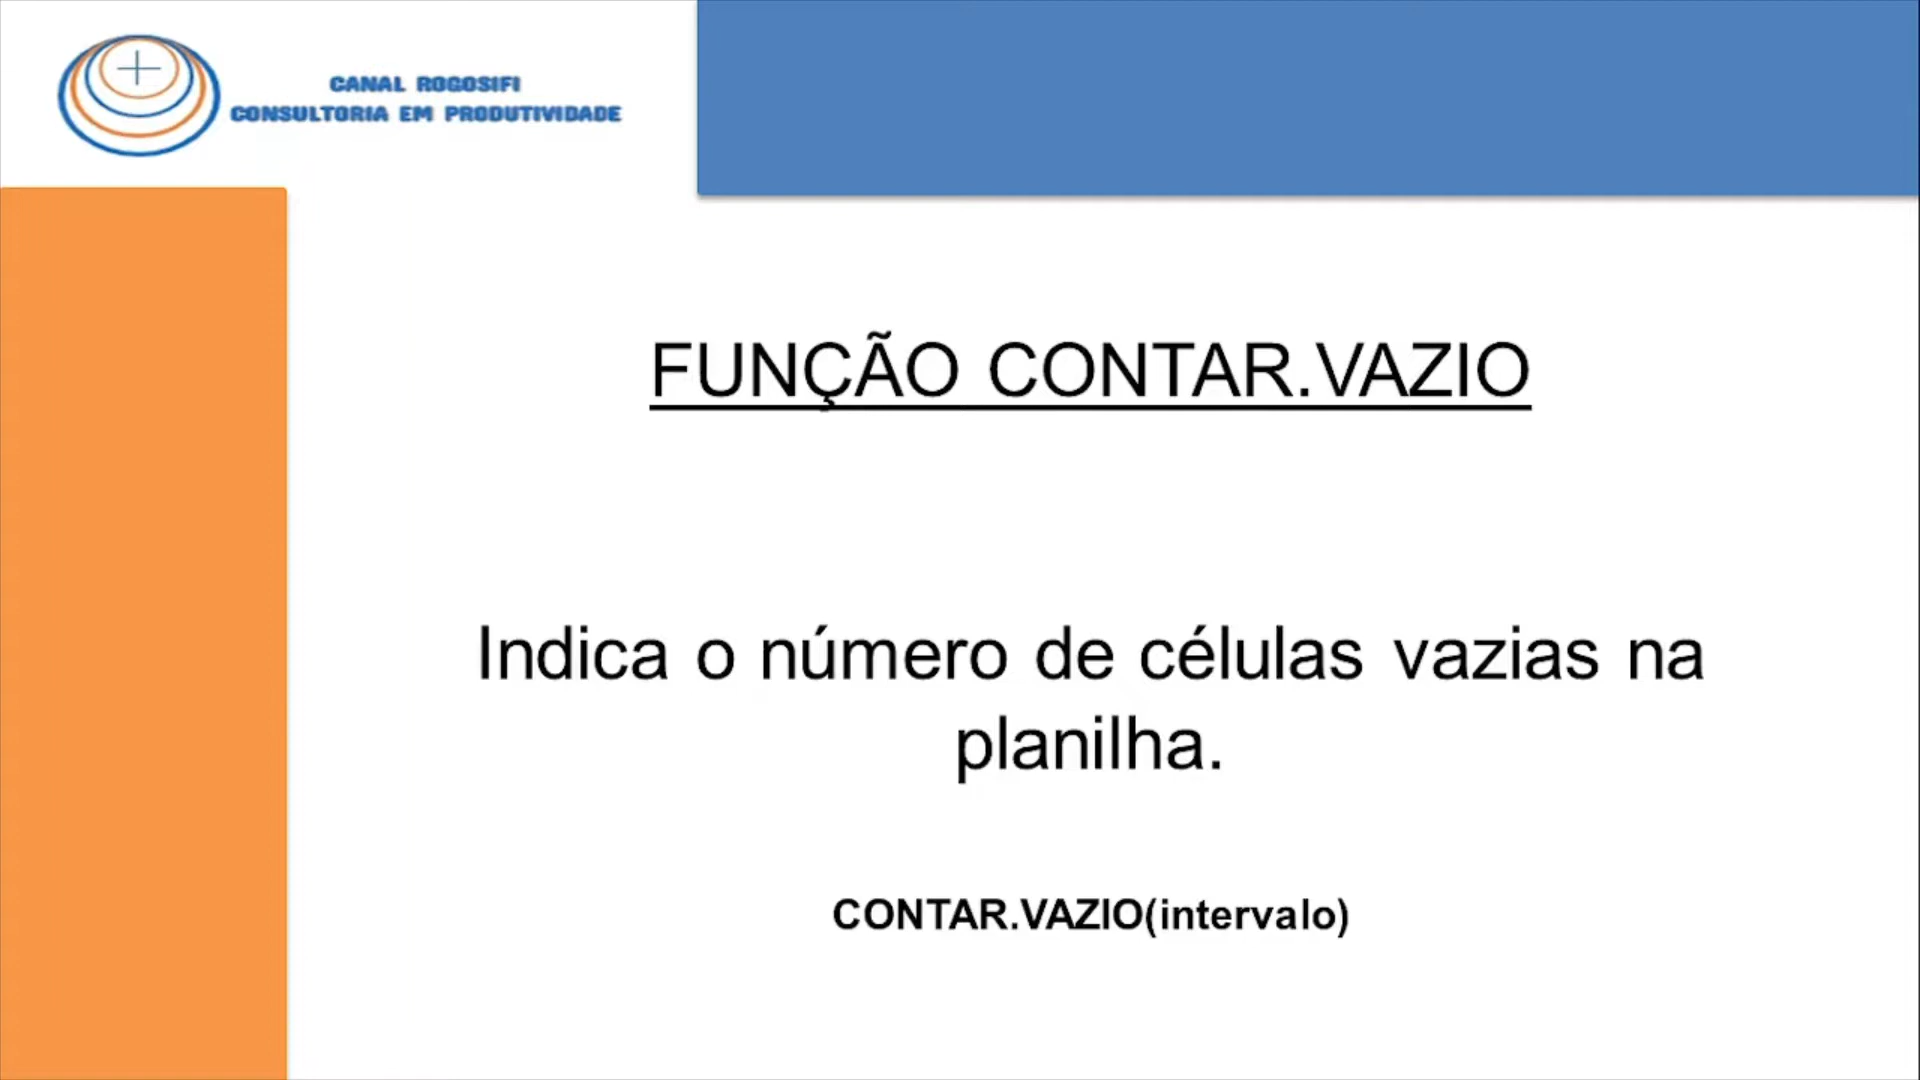 CANAL ROGOSIFI
CONSULTORIA EM PRODUTIVIDADE
FUNÇÃO CONTAR.VAZIO
Indica o número de células vazias na
planilha.
CONTAR.VAZIO(intervalo)